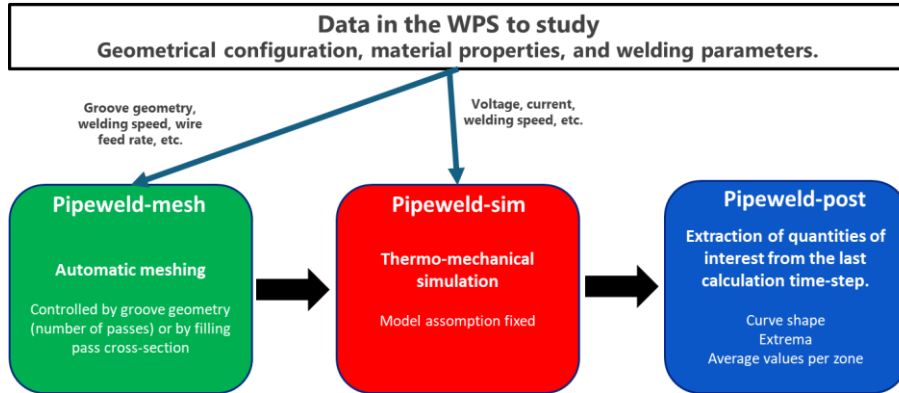 Data in the WPS to study
Geometrical configuration, material properties, and welding parameters.
Groove geometry,
welding speed, wire
feed rate, etc.
Voltage, current,
welding speed, etc.
Pipeweld-mesh
Automatic meshing
Controlled by groove geometry
(number of passes) or by filling
pass cross-section
Pipeweld-sim
Thermo-mechanical
simulation
Model assomption fixed
Pipeweld-post
Extraction of quantities of
interest from the last
calculation time-step.
Curve shape
Extrema
Average values per zone